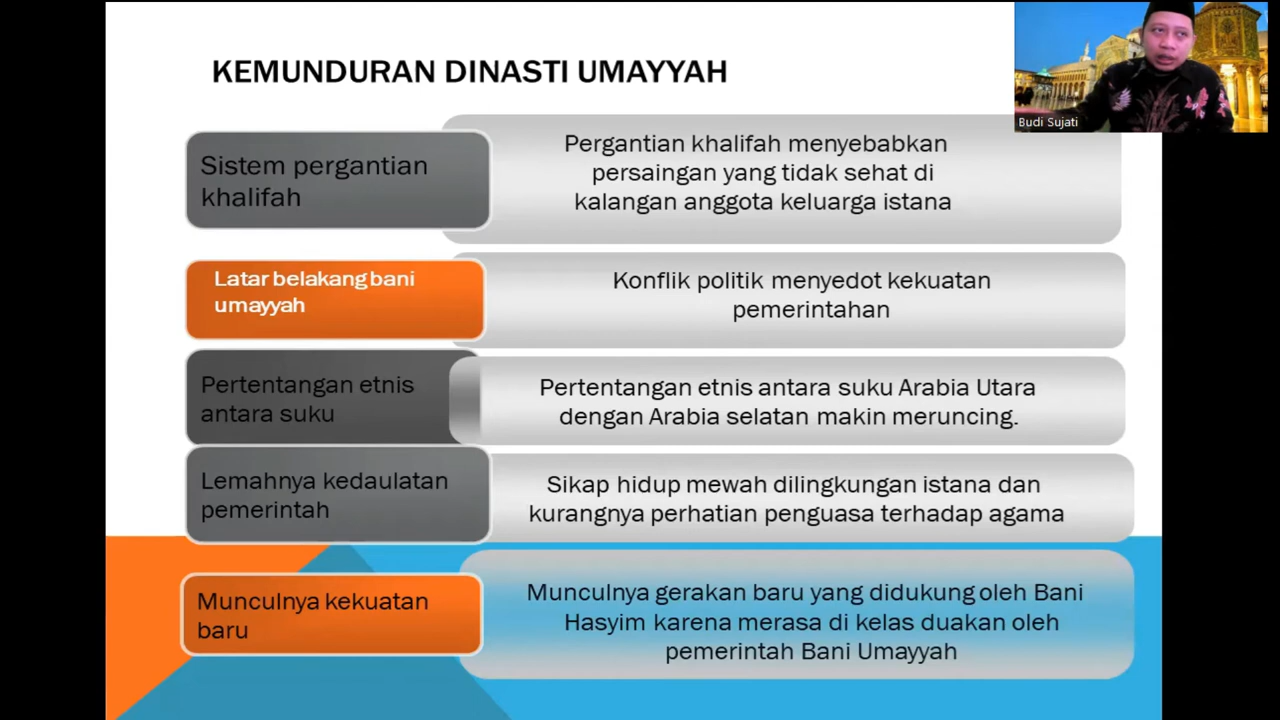 KEMUNDURAN DINASTI UMAYYAH
Budi Sujati
Sistem pergantian
khalifah
Pergantian khalifah menyebabkan
persaingan yang tidak sehat di
kalangan anggota keluarga istana
Latar belakang bani
umayyah
Konflik politik menyedot kekuatan
pemerintahan
Pertentangan etnis
antara suku
Pertentangan etnis antara suku Arabia Utara
dengan Arabia selatan makin meruncing.
Lemahnya kedaulatan
pemerintah
Sikap hidup mewah dilingkungan istana dan
kurangnya perhatian penguasa terhadap agama
Munculnya kekuatan
baru
Munculnya gerakan baru yang didukung oleh Bani
Hasyim karena merasa di kelas duakan oleh
pemerintah Bani Umayyah